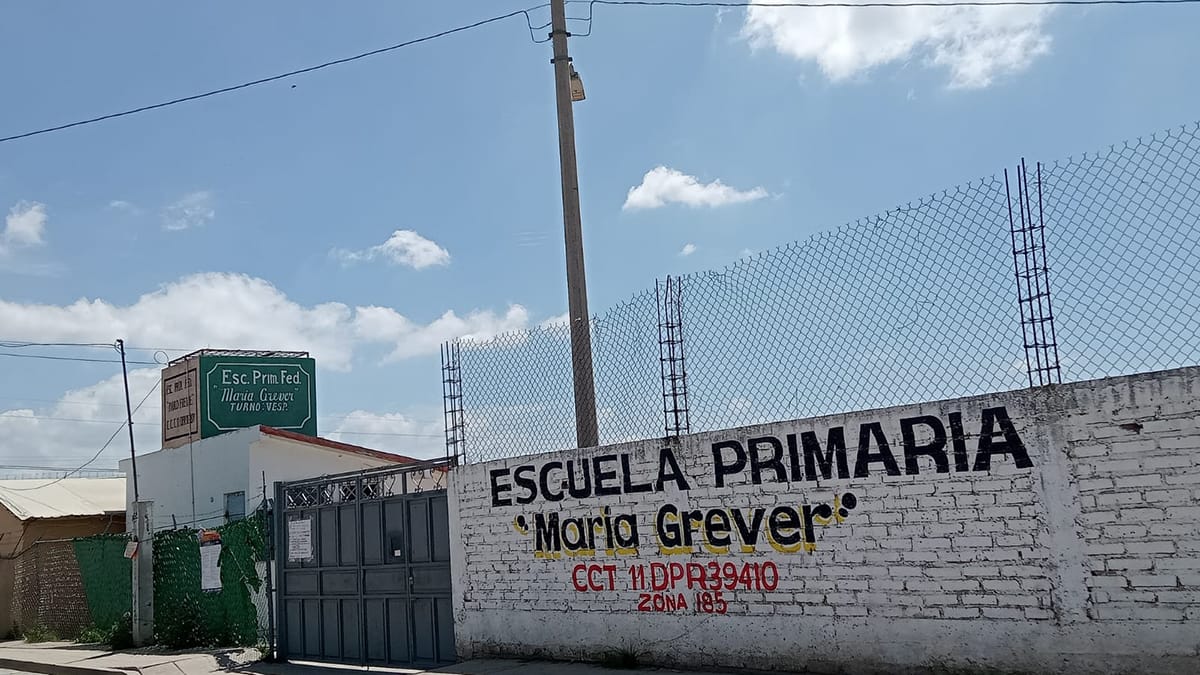 Esc. Prim. Fed.
"Maria Grever"
TURNO: VESP.
ESCUELA PRIMARIA
"Maria Grever"
CCT 11DPR3941O
ZONA 185